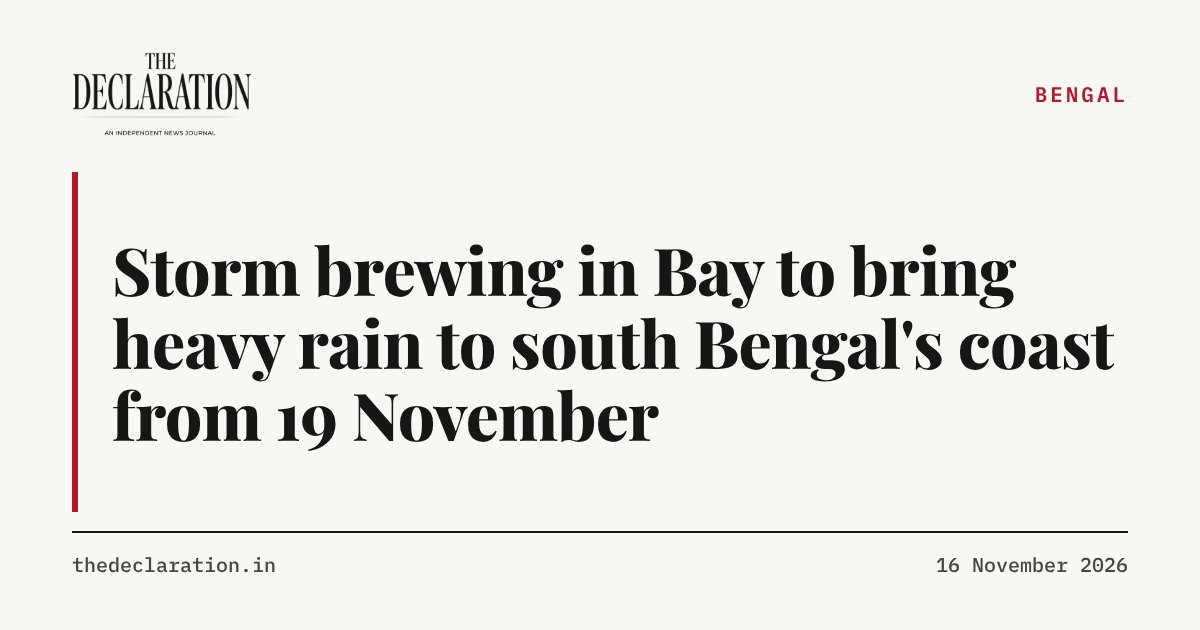 THE
DECLARATION
AN INDEPENDENT NEWS JOURNAL
BENGAL
Storm brewing in Bay to bring
heavy rain to south Bengal's coast
from 19 November
thedeclaration.in
16 November 2026